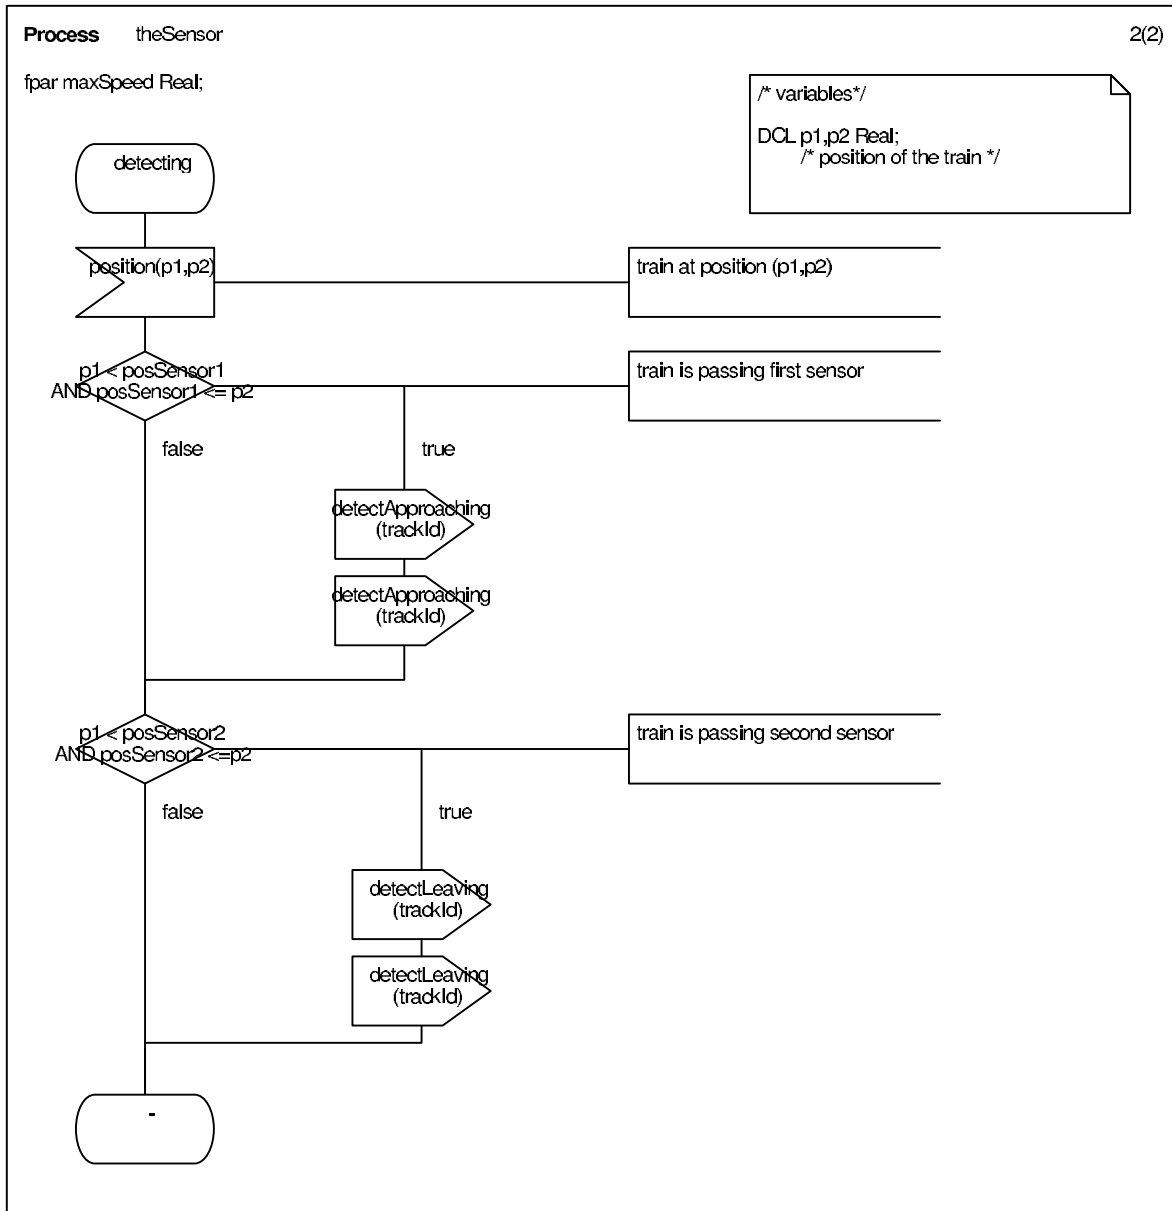 Process theSensor 2(2)
fpar maxSpeed Real;
/* variables*/
DCL p1,p2 Real;
/* position of the train */
detecting
position(p1,p2)
train at position (p1,p2)
p1 < posSensor1
AND posSensor1 <= p2
train is passing first sensor
false
true
detectApproaching
(trackId)
detectApproaching
(trackId)
p1 < posSensor2
AND posSensor2 <=p2
train is passing second sensor
false
true
detectLeaving
(trackId)
detectLeaving
(trackId)
-